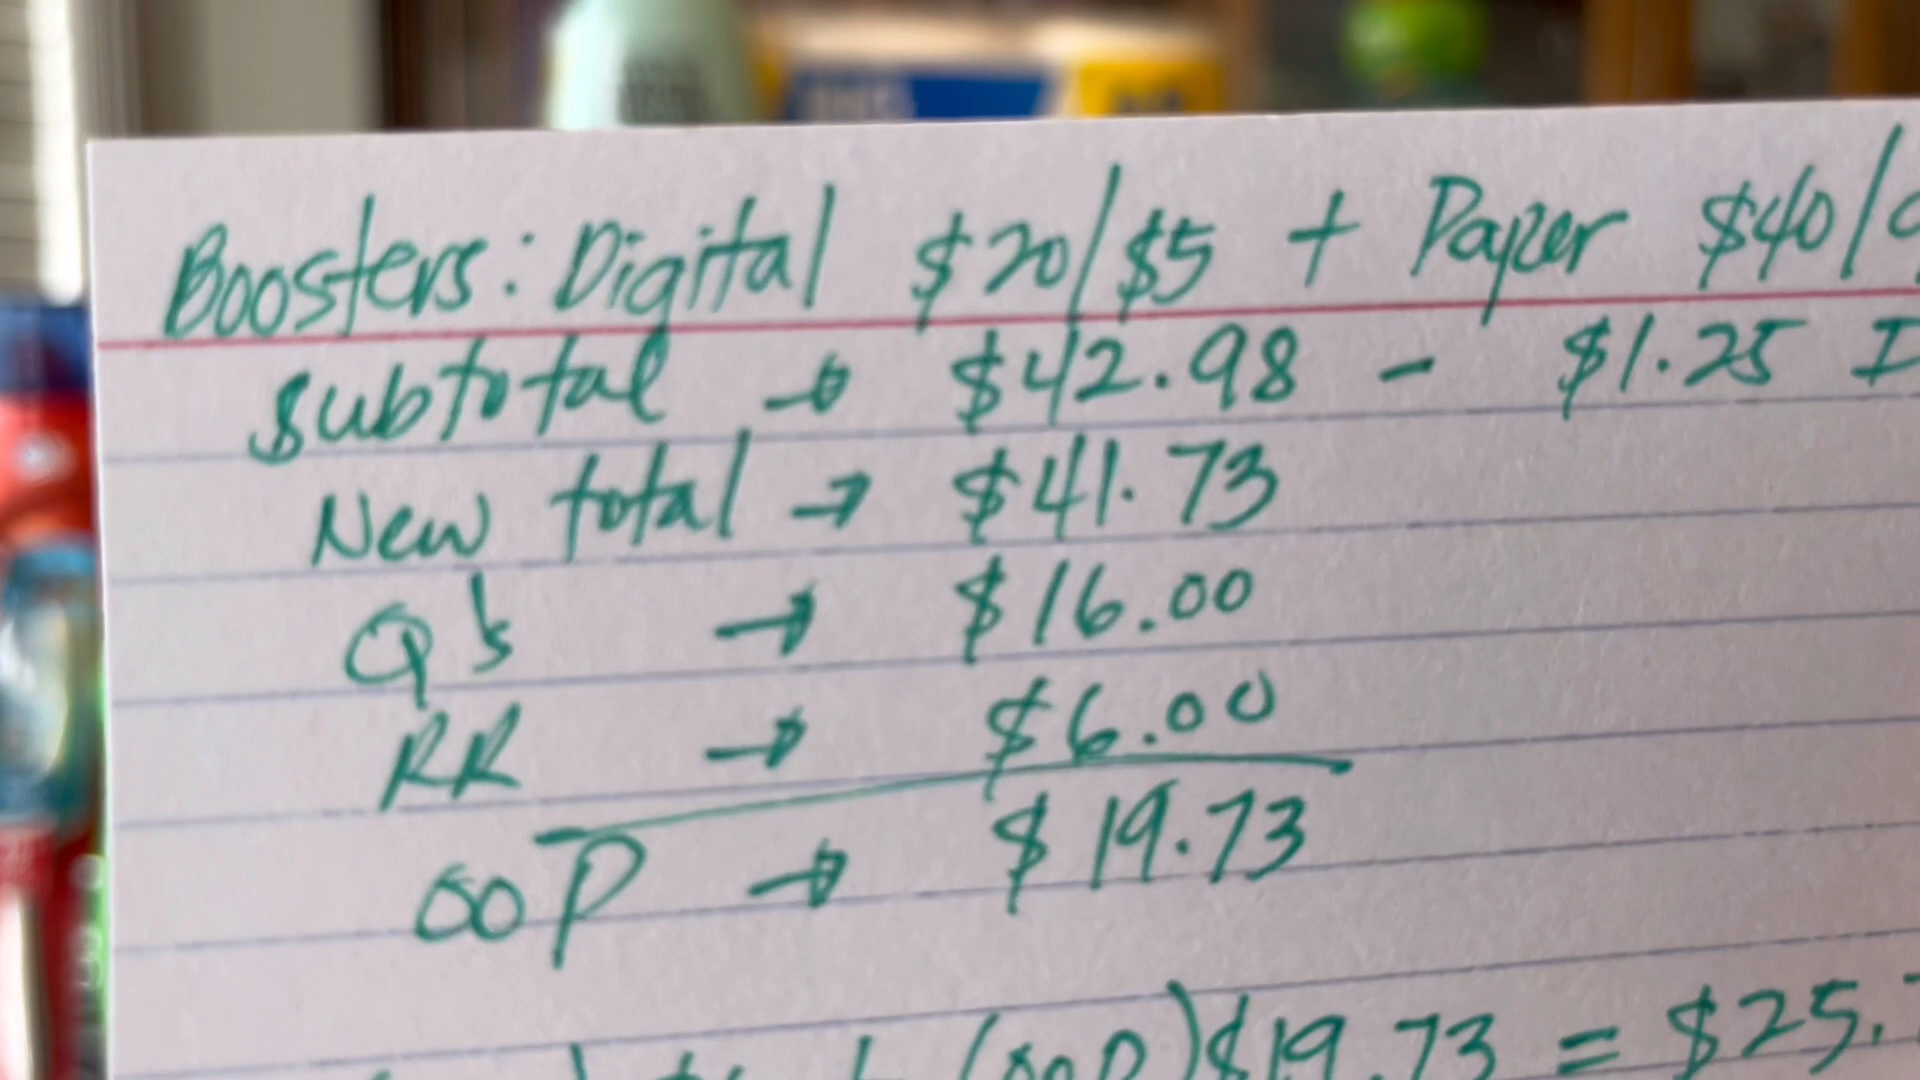 Boosters: Digital $20/$5 + Paper $40/
Subtotal → $42.98 - $1.25
New total → $41.73
Q's → $16.00
RR → $6.00
OOP → $19.73
(OOP) $19.73 = $25.